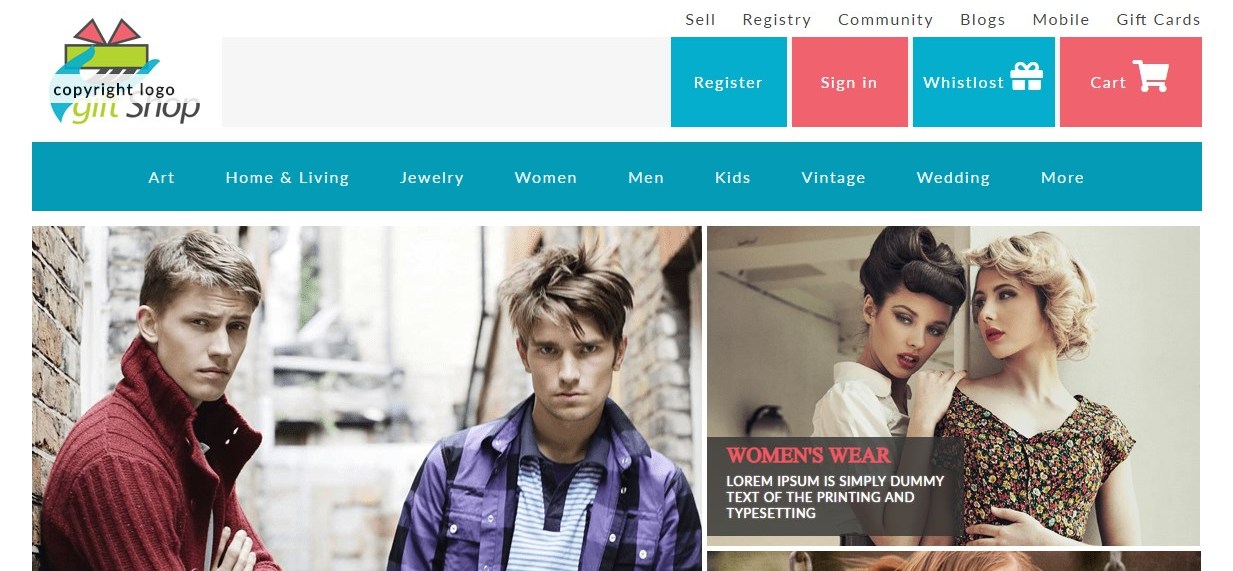 Sell Registry Community Blogs Mobile Gift Cards
copyright logo
gift Shop
Register Sign in Whistlost Cart
Art Home & Living Jewelry Women Men Kids Vintage Wedding More
WOMEN'S WEAR
LOREM IPSUM IS SIMPLY DUMMY
TEXT OF THE PRINTING AND
TYPESETTING